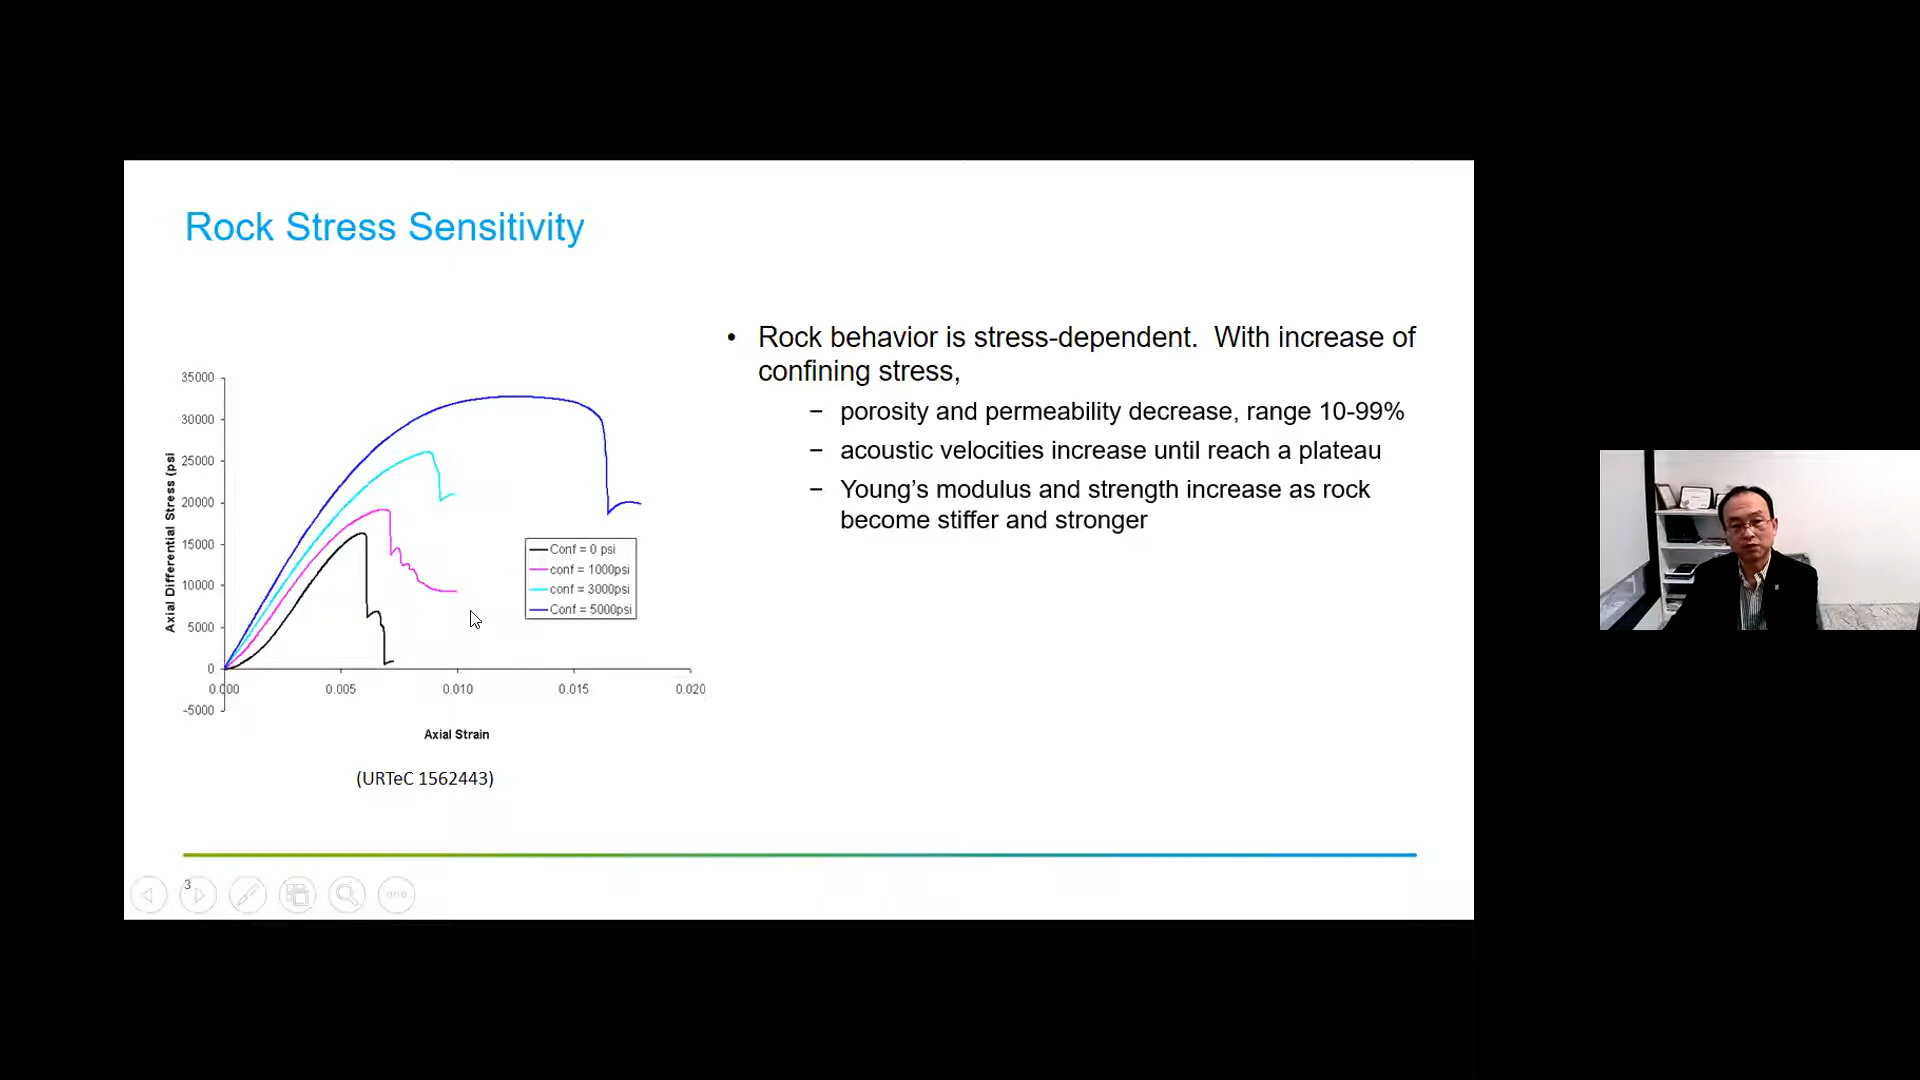 Rock Stress Sensitivity
• Rock behavior is stress-dependent. With increase of
confining stress,
− porosity and permeability decrease, range 10-99%
− acoustic velocities increase until reach a plateau
− Young’s modulus and strength increase as rock
become stiffer and stronger
Axial Differential Stress (psi
35000
30000
25000
20000
15000
10000
5000
0
-5000
0.000 0.005 0.010 0.015 0.020
Axial Strain
Conf = 0 psi
conf = 1000psi
conf = 3000psi
Conf = 5000psi
(URTeC 1562443)
3